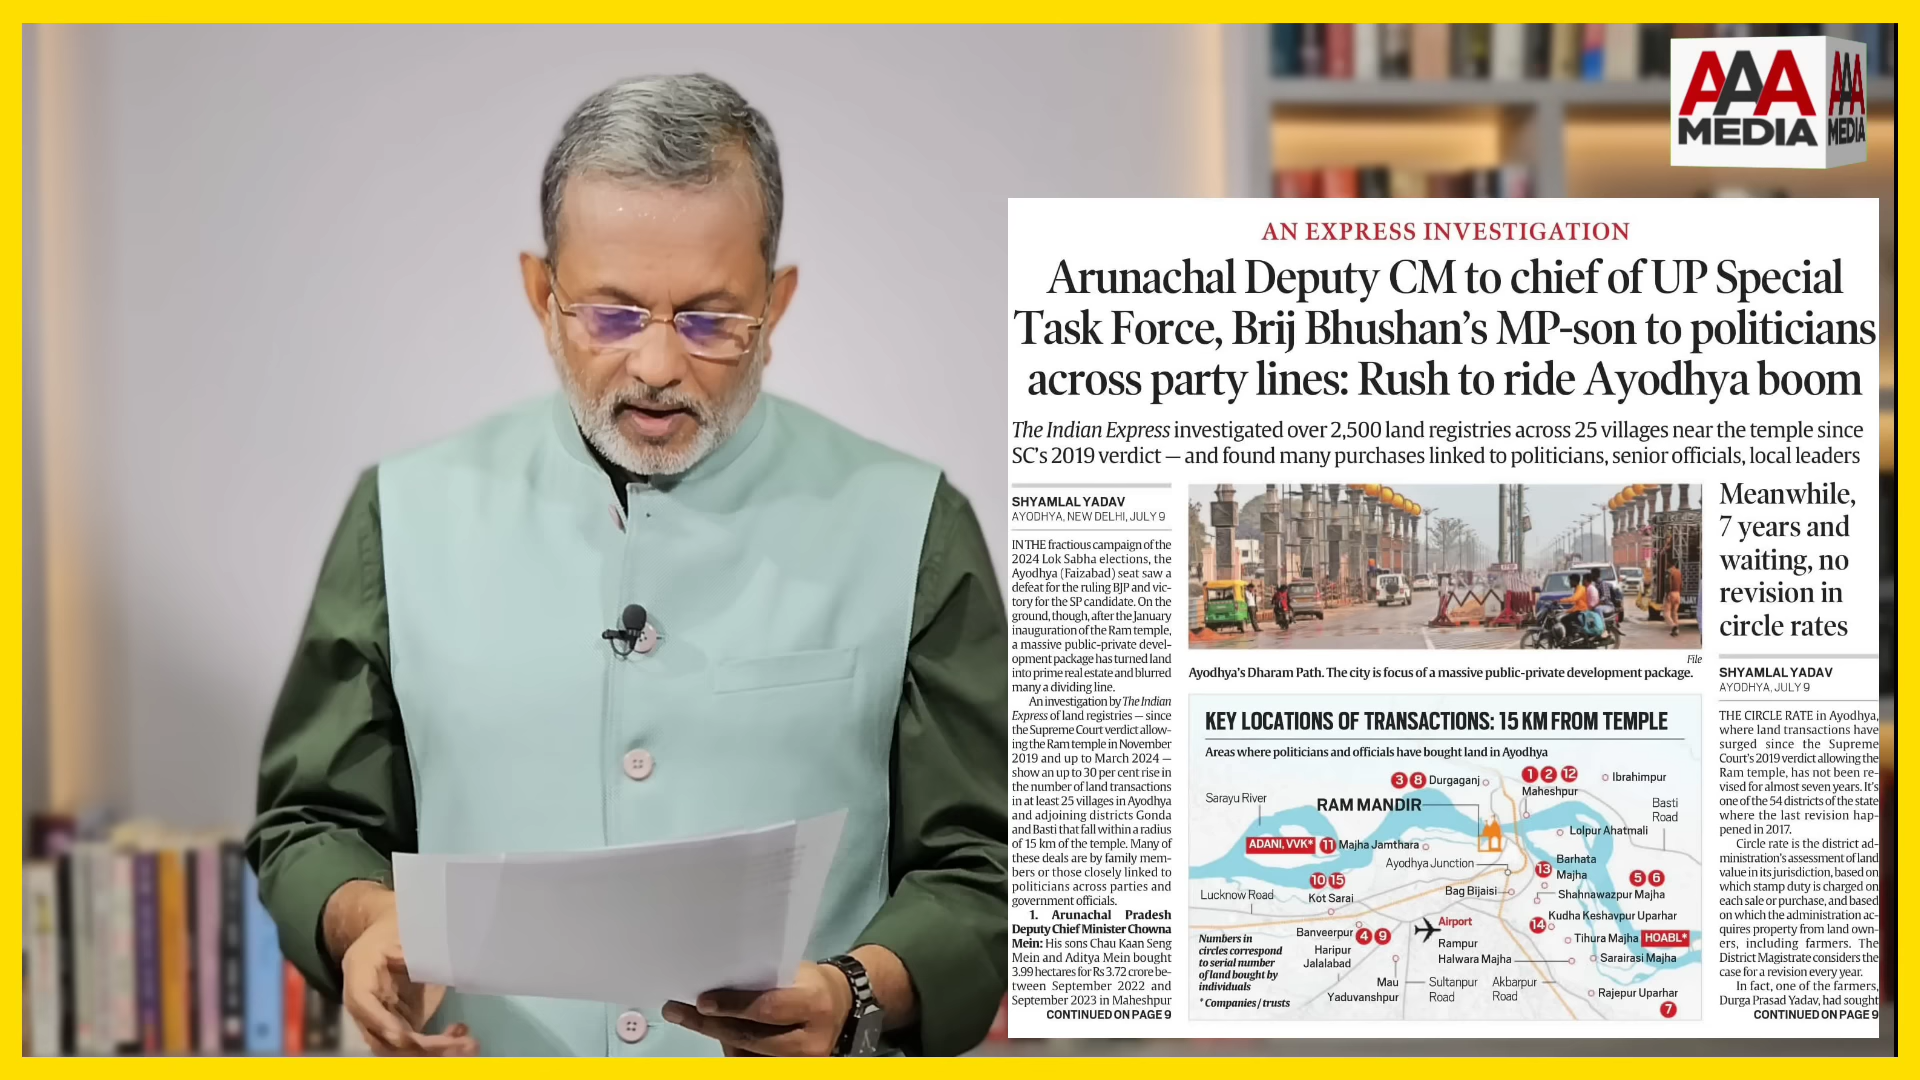 AAA
MEDIA
AAA
MEDIA
AN EXPRESS INVESTIGATION
Arunachal Deputy CM to chief of UP Special
Task Force, Brij Bhushan's MP-son to politicians
across party lines: Rush to ride Ayodhya boom
The Indian Express investigated over 2,500 land registries across 25 villages near the temple since
SC's 2019 verdict — and found many purchases linked to politicians, senior officials, local leaders
SHYAMLAL YADAV
AYODHYA, NEW DELHI, JULY 9
IN THE fractious campaign of the
2024 Lok Sabha elections, the
Ayodhya (Faizabad) seat saw a
defeat for the ruling BJP and vic-
tory for the SP candidate. On the
ground, though, after the January
inauguration of the Ram temple,
a massive public-private devel-
opment package has turned land
into prime real estate and blurred
many a dividing line.
An investigation by The Indian
Express of land registries — since
the Supreme Court verdict allow-
ing the Ram temple in November
2019 and up to March 2024 —
show an up to 30 per cent rise in
the number of land transactions
in at least 25 villages in Ayodhya
and adjoining districts Gonda
and Basti that fall within a radius
of 15 km of the temple. Many of
these deals are by family mem-
bers or those closely linked to
politicians across parties and
government officials.
1. Arunachal Pradesh
Deputy Chief Minister Chowna
Mein: His sons Chau Kaan Seng
Mein and Aditya Mein bought
3.99 hectares for Rs 3.72 crore be-
tween September 2022 and
September 2023 in Maheshpur
CONTINUED ON PAGE 9
File
Ayodhya's Dharam Path. The city is focus of a massive public-private development package.
KEY LOCATIONS OF TRANSACTIONS: 15 KM FROM TEMPLE
Areas where politicians and officials have bought land in Ayodhya
3 8 Durgaganj
1 2 12
Maheshpur
Ibrahimpur
Sarayu River
RAM MANDIR
Basti
Road
Lolpur Ahatmali
ADANI, VVK* 11 Majha Jamthara
Ayodhya Junction
13 Barhata
Majha
10 15
Kot Sarai
5 6
Lucknow Road
Bag Bijaisi
Shahnawazpur Majha
Airport
14 Kudha Keshavpur Uparhar
Banveerpur 4 9
Tihura Majha HOABL*
Numbers in
circles correspond
to serial number
of land bought by
individuals
* Companies / trusts
Haripur
Jalalabad
Rampur
Halwara Majha
Sarairasi Majha
Mau
Yaduvanshpur
Sultanpur
Road
Akbarpur
Road
Rajepur Uparhar
7
Meanwhile,
7 years and
waiting, no
revision in
circle rates
SHYAMLAL YADAV
AYODHYA, JULY 9
THE CIRCLE RATE in Ayodhya,
where land transactions have
surged since the Supreme
Court's 2019 verdict allowing the
Ram temple, has not been re-
vised for almost seven years. It's
one of the 54 districts of the state
where the last revision hap-
pened in 2017.
Circle rate is the district ad-
ministration's assessment of land
value in its jurisdiction, based on
which stamp duty is charged on
each sale or purchase, and based
on which the administration ac-
quires property from land own-
ers, including farmers. The
District Magistrate considers the
case for a revision every year.
In fact, one of the farmers,
Durga Prasad Yadav, had sought
CONTINUED ON PAGE 9